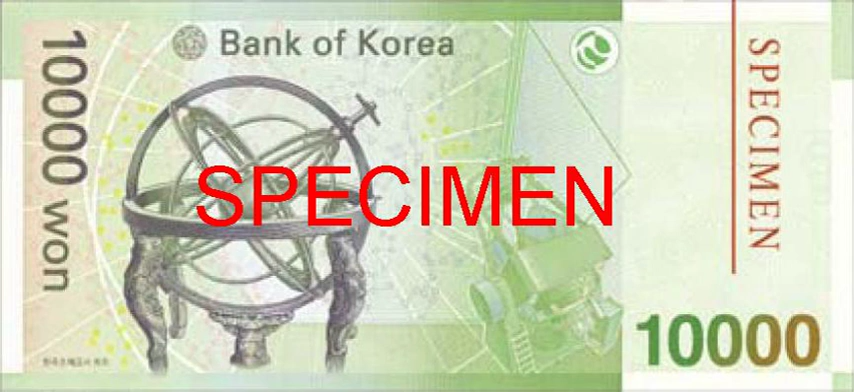 Bank of Korea
10000 won
SPECIMEN
SPECIMEN
10000